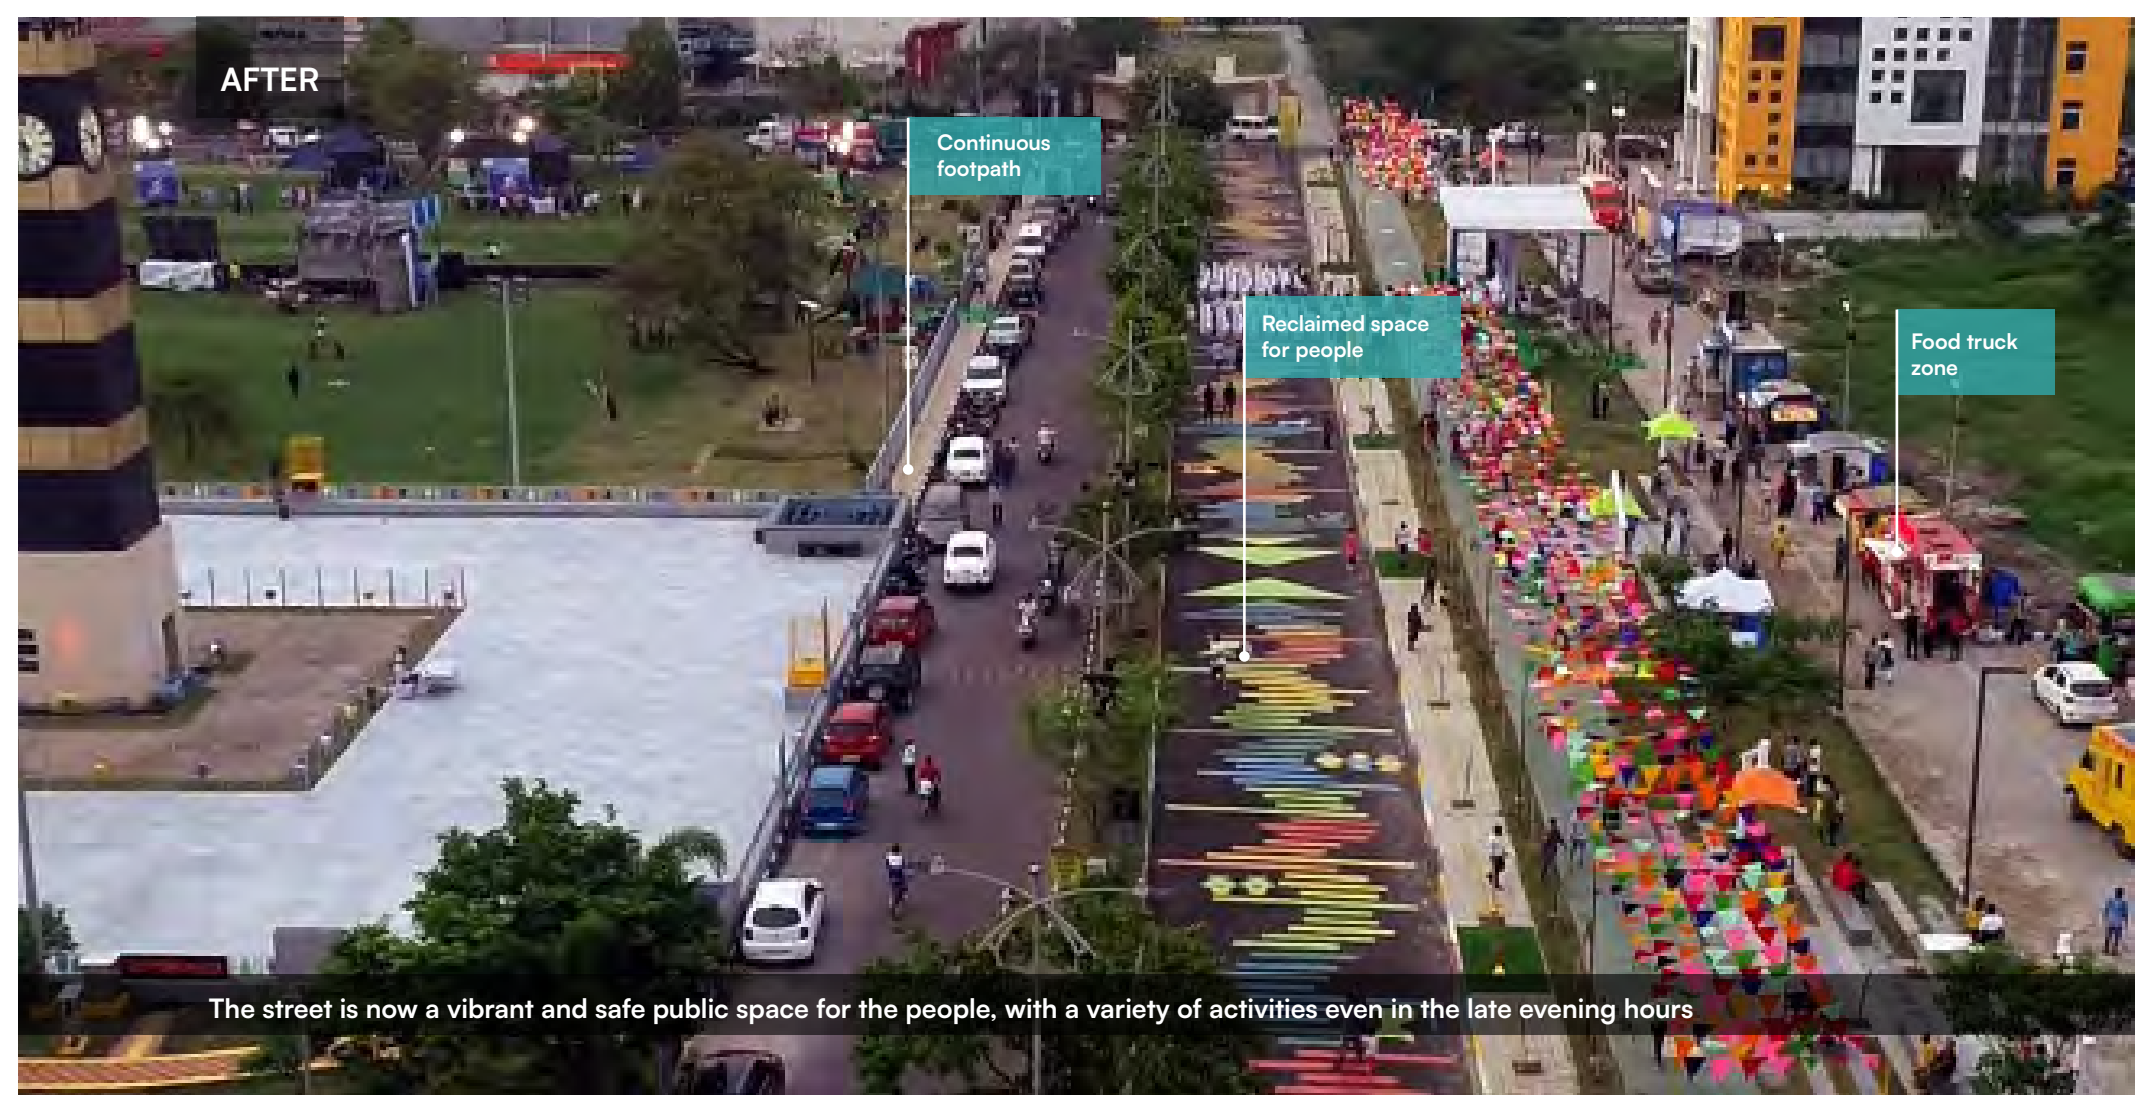 AFTER
Continuous
footpath
Reclaimed space
for people
Food truck
zone
The street is now a vibrant and safe public space for the people, with a variety of activities even in the late evening hours